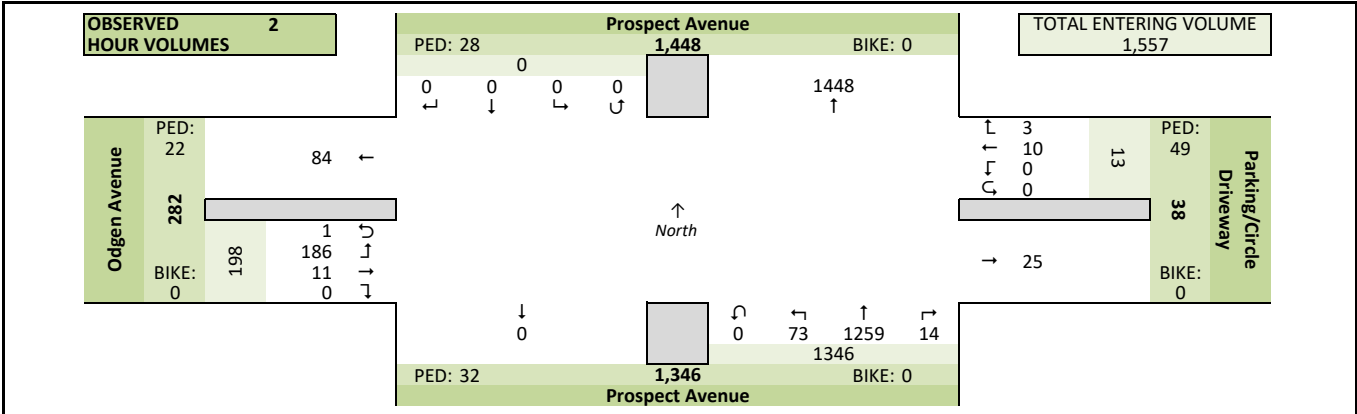 OBSERVED 2
HOUR VOLUMES
Prospect Avenue
TOTAL ENTERING VOLUME
1,557
PED: 28 1,448 BIKE: 0
0
0 0 0 0 1448
↵ ↓ ↳ ↺ ↑
Odgen Avenue
PED:
22
282
BIKE:
0
84 ←
198
1 ⮌
186 ↰
11 →
0 ↴
↑
North
↱ 3
← 10
↲ 0
⮎ 0
13
PED:
49
38
BIKE:
0
Parking/Circle
Driveway
→ 25
↓ ↶ ↰ ↑ ↱
0 0 73 1259 14
1346
PED: 32 1,346 BIKE: 0
Prospect Avenue